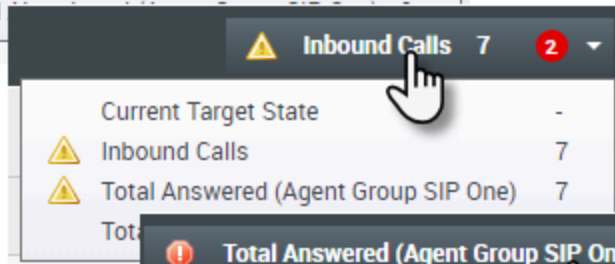 Inbound Calls 7 2
Current Target State -
Inbound Calls 7
Total Answered (Agent Group SIP One) 7
Total Answered (Agent Group SIP